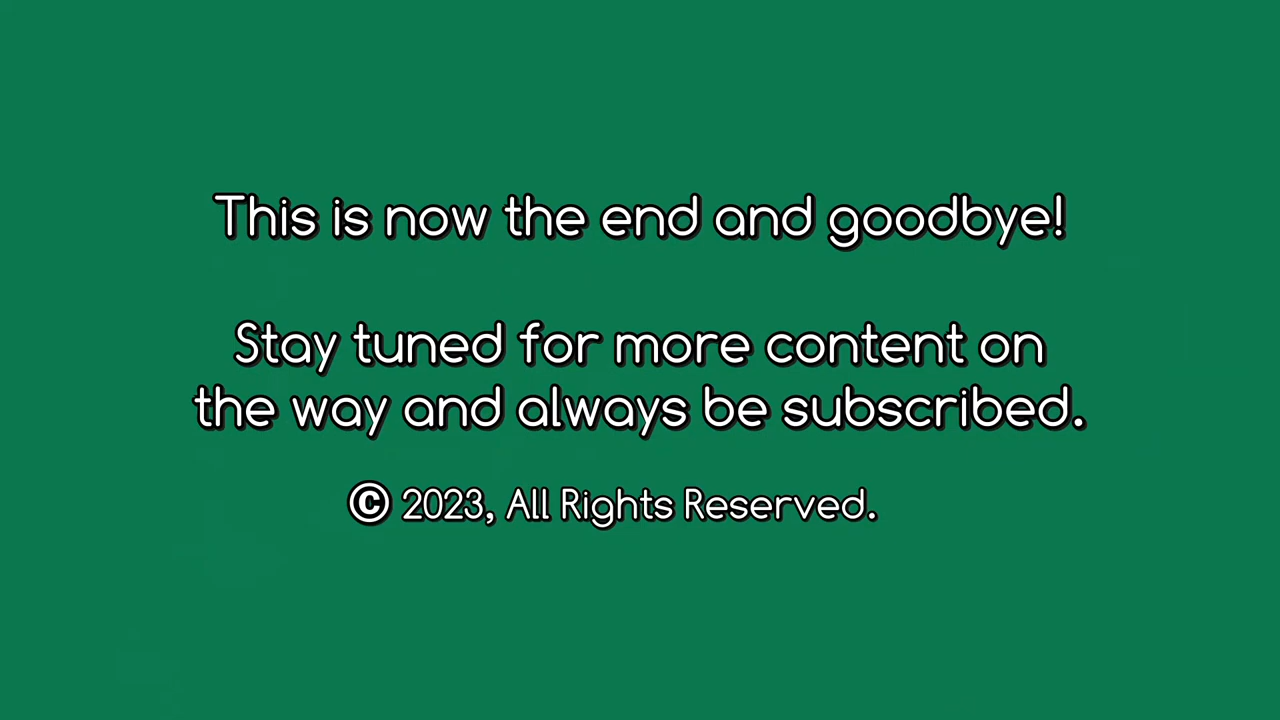 This is now the end and goodbye!
Stay tuned for more content on
the way and always be subscribed.
© 2023, All Rights Reserved.